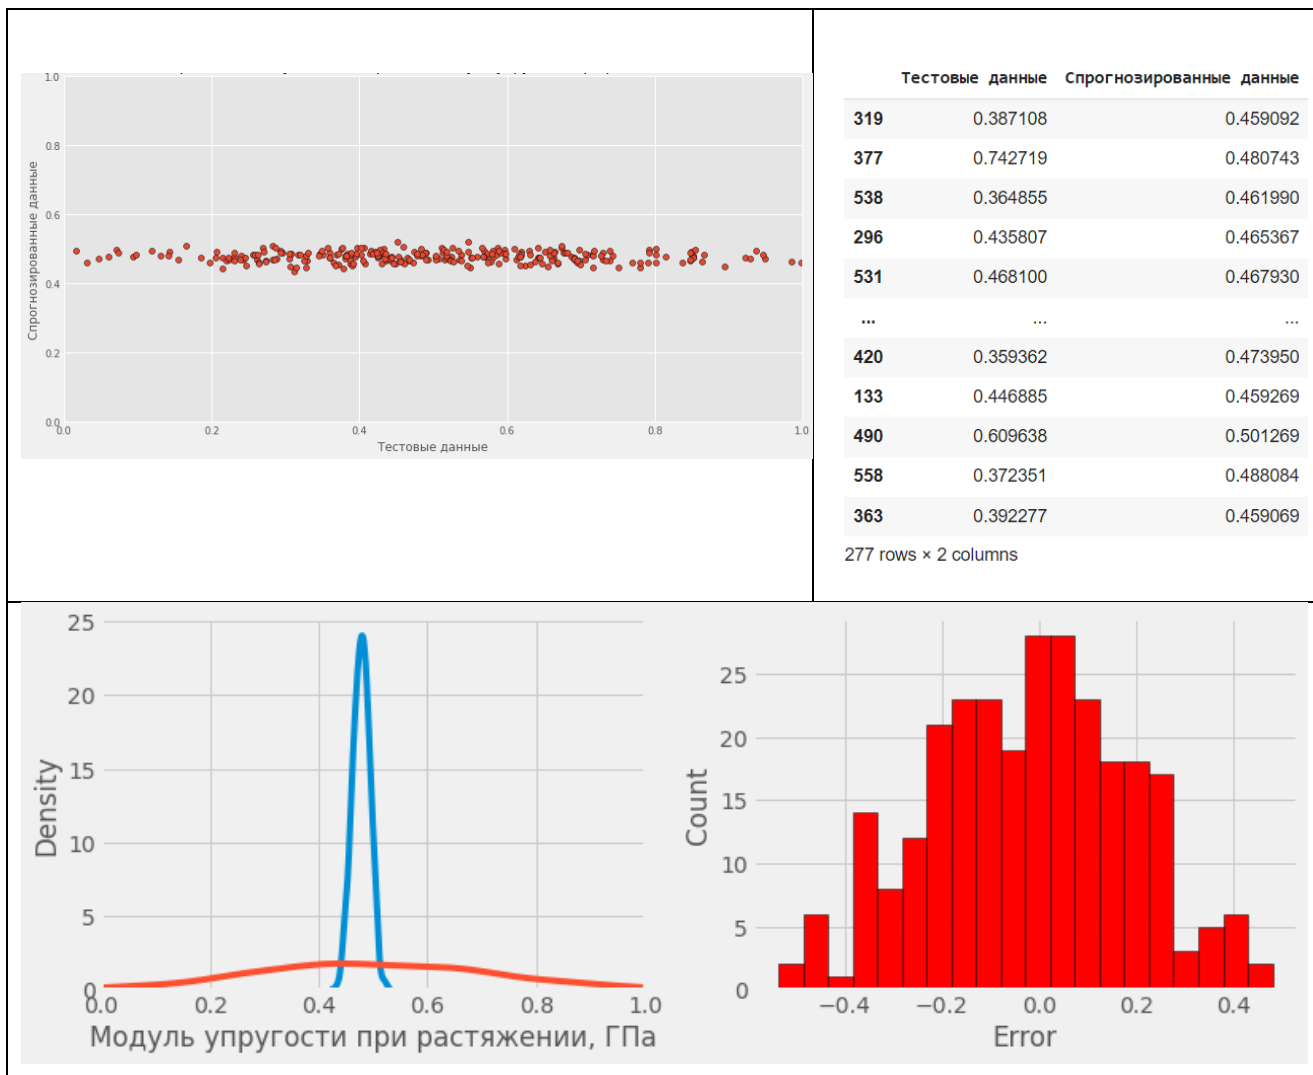 1.0
0.8
0.6
0.4
0.2
0.0
0.0 0.2 0.4 0.6 0.8 1.0
Спрогнозированные данные
Тестовые данные
Тестовые данные Спрогнозированные данные
319 0.387108 0.459092
377 0.742719 0.480743
538 0.364855 0.461990
296 0.435807 0.465367
531 0.468100 0.467930
... ... ...
420 0.359362 0.473950
133 0.446885 0.459269
490 0.609638 0.501269
558 0.372351 0.488084
363 0.392277 0.459069
277 rows × 2 columns
25
20
15
10
5
0
Density
0.0 0.2 0.4 0.6 0.8 1.0
Модуль упругости при растяжении, ГПа
25
20
15
10
5
0
Count
−0.4 −0.2 0.0 0.2 0.4
Error